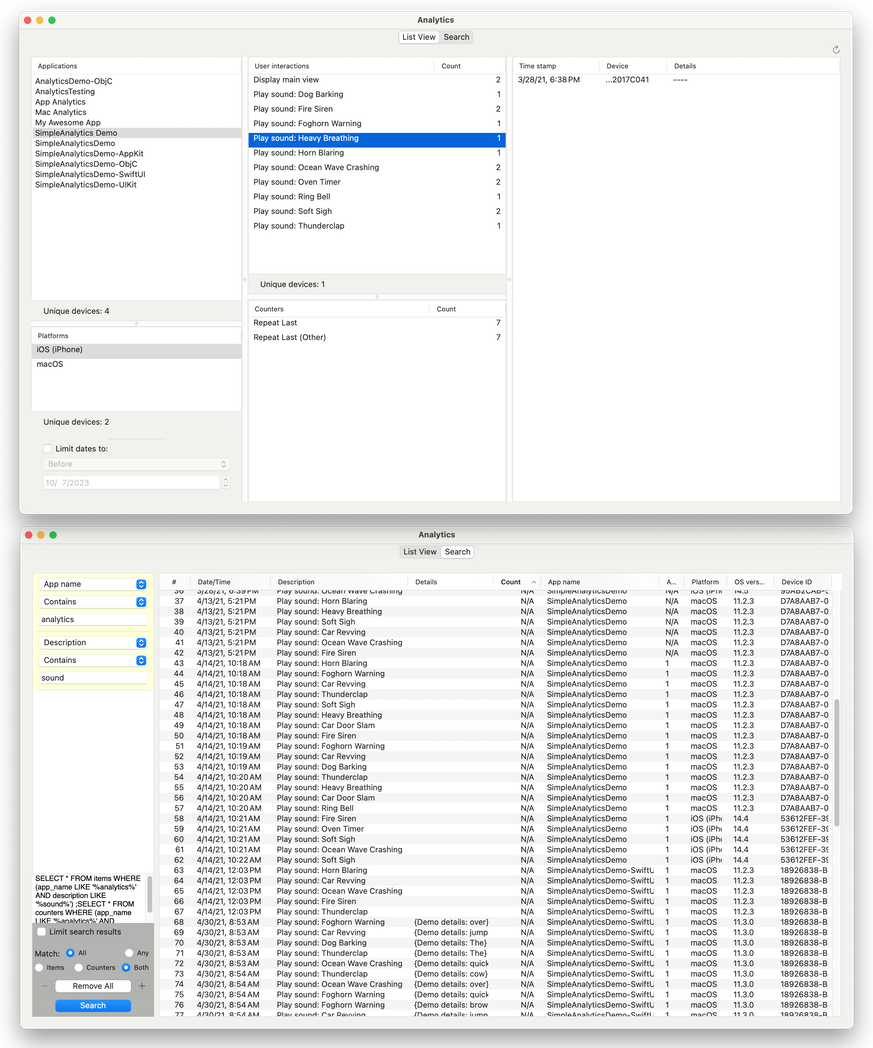 Analytics
List View Search
Applications
AnalyticsDemo-ObjC
AnalyticsTesting
App Analytics
Mac Analytics
My Awesome App
SimpleAnalytics Demo
SimpleAnalyticsDemo
SimpleAnalyticsDemo-AppKit
SimpleAnalyticsDemo-ObjC
SimpleAnalyticsDemo-SwiftUI
SimpleAnalyticsDemo-UIKit
Unique devices: 4
Platforms
iOS (iPhone)
macOS
Unique devices: 2
Limit dates to:
Before
10/ 7/2023
User interactions Count
Display main view 2
Play sound: Dog Barking 1
Play sound: Fire Siren 2
Play sound: Foghorn Warning 1
Play sound: Heavy Breathing 1
Play sound: Horn Blaring 1
Play sound: Ocean Wave Crashing 2
Play sound: Oven Timer 2
Play sound: Ring Bell 1
Play sound: Soft Sigh 2
Play sound: Thunderclap 1
Unique devices: 1
Counters Count
Repeat Last 7
Repeat Last (Other) 7
Time stamp Device Details
3/28/21, 6:38 PM ...2017C041 ----
Analytics
List View Search
App name
Contains
analytics
Description
Contains
sound
SELECT * FROM items WHERE
(app_name LIKE '%analytics%'
AND description LIKE
'%sound%') ;SELECT * FROM
counters WHERE (app_name
LIKE '%analytics%' AND
Limit search results
Match: All Any
Items Counters Both
− Remove All +
Search
# Date/Time Description Details Count App name A... Platform OS vers... Device ID
36 3/28/21, 6:39 PM Play sound: Ocean Wave Crashing N/A SimpleAnalyticsDemo N/A iOS (iPh 14.5
37 4/13/21, 5:21 PM Play sound: Horn Blaring N/A SimpleAnalyticsDemo N/A macOS 11.2.3 D7A8AAB7-0
38 4/13/21, 5:21 PM Play sound: Heavy Breathing N/A SimpleAnalyticsDemo N/A macOS 11.2.3 D7A8AAB7-0
39 4/13/21, 5:21 PM Play sound: Soft Sigh N/A SimpleAnalyticsDemo N/A macOS 11.2.3 D7A8AAB7-0
40 4/13/21, 5:21 PM Play sound: Car Revving N/A SimpleAnalyticsDemo N/A macOS 11.2.3 D7A8AAB7-0
41 4/13/21, 5:21 PM Play sound: Ocean Wave Crashing N/A SimpleAnalyticsDemo N/A macOS 11.2.3 D7A8AAB7-0
42 4/13/21, 5:21 PM Play sound: Fire Siren N/A SimpleAnalyticsDemo N/A macOS 11.2.3 D7A8AAB7-0
43 4/14/21, 10:18 AM Play sound: Horn Blaring N/A SimpleAnalyticsDemo 1 macOS 11.2.3 D7A8AAB7-0
44 4/14/21, 10:18 AM Play sound: Foghorn Warning N/A SimpleAnalyticsDemo 1 macOS 11.2.3 D7A8AAB7-0
45 4/14/21, 10:18 AM Play sound: Car Revving N/A SimpleAnalyticsDemo 1 macOS 11.2.3 D7A8AAB7-0
46 4/14/21, 10:18 AM Play sound: Thunderclap N/A SimpleAnalyticsDemo 1 macOS 11.2.3 D7A8AAB7-0
47 4/14/21, 10:18 AM Play sound: Soft Sigh N/A SimpleAnalyticsDemo 1 macOS 11.2.3 D7A8AAB7-0
48 4/14/21, 10:18 AM Play sound: Heavy Breathing N/A SimpleAnalyticsDemo 1 macOS 11.2.3 D7A8AAB7-0
49 4/14/21, 10:18 AM Play sound: Car Door Slam N/A SimpleAnalyticsDemo 1 macOS 11.2.3 D7A8AAB7-0
50 4/14/21, 10:18 AM Play sound: Fire Siren N/A SimpleAnalyticsDemo 1 macOS 11.2.3 D7A8AAB7-0
51 4/14/21, 10:19 AM Play sound: Foghorn Warning N/A SimpleAnalyticsDemo 1 macOS 11.2.3 D7A8AAB7-0
52 4/14/21, 10:19 AM Play sound: Car Revving N/A SimpleAnalyticsDemo 1 macOS 11.2.3 D7A8AAB7-0
53 4/14/21, 10:19 AM Play sound: Dog Barking N/A SimpleAnalyticsDemo 1 macOS 11.2.3 D7A8AAB7-0
54 4/14/21, 10:20 AM Play sound: Thunderclap N/A SimpleAnalyticsDemo 1 macOS 11.2.3 D7A8AAB7-0
55 4/14/21, 10:20 AM Play sound: Heavy Breathing N/A SimpleAnalyticsDemo 1 macOS 11.2.3 D7A8AAB7-0
56 4/14/21, 10:20 AM Play sound: Car Door Slam N/A SimpleAnalyticsDemo 1 macOS 11.2.3 D7A8AAB7-0
57 4/14/21, 10:20 AM Play sound: Ring Bell N/A SimpleAnalyticsDemo 1 macOS 11.2.3 D7A8AAB7-0
58 4/14/21, 10:21 AM Play sound: Fire Siren N/A SimpleAnalyticsDemo 1 iOS (iPh 14.4 53612FEF-39
59 4/14/21, 10:21 AM Play sound: Oven Timer N/A SimpleAnalyticsDemo 1 iOS (iPh 14.4 53612FEF-39
60 4/14/21, 10:21 AM Play sound: Soft Sigh N/A SimpleAnalyticsDemo 1 iOS (iPh 14.4 53612FEF-39
61 4/14/21, 10:21 AM Play sound: Ocean Wave Crashing N/A SimpleAnalyticsDemo 1 iOS (iPh 14.4 53612FEF-39
62 4/14/21, 10:22 AM Play sound: Soft Sigh N/A SimpleAnalyticsDemo 1 iOS (iPh 14.4 53612FEF-39
63 4/14/21, 12:03 PM Play sound: Horn Blaring N/A SimpleAnalyticsDemo-SwiftU 1 macOS 11.2.3 18926838-B
64 4/14/21, 12:03 PM Play sound: Car Revving N/A SimpleAnalyticsDemo-SwiftU 1 macOS 11.2.3 18926838-B
65 4/14/21, 12:03 PM Play sound: Ocean Wave Crashing N/A SimpleAnalyticsDemo-SwiftU 1 macOS 11.2.3 18926838-B
66 4/14/21, 12:03 PM Play sound: Fire Siren N/A SimpleAnalyticsDemo-SwiftU 1 macOS 11.2.3 18926838-B
67 4/14/21, 12:03 PM Play sound: Thunderclap N/A SimpleAnalyticsDemo-SwiftU 1 macOS 11.2.3 18926838-B
68 4/30/21, 8:53 AM Play sound: Foghorn Warning {Demo details: over} N/A SimpleAnalyticsDemo-SwiftU 1 macOS 11.3.0 18926838-B
69 4/30/21, 8:53 AM Play sound: Car Revving {Demo details: jump N/A SimpleAnalyticsDemo-SwiftU 1 macOS 11.3.0 18926838-B
70 4/30/21, 8:53 AM Play sound: Dog Barking {Demo details: The} N/A SimpleAnalyticsDemo-SwiftU 1 macOS 11.3.0 18926838-B
71 4/30/21, 8:53 AM Play sound: Thunderclap {Demo details: The} N/A SimpleAnalyticsDemo-SwiftU 1 macOS 11.3.0 18926838-B
72 4/30/21, 8:53 AM Play sound: Ocean Wave Crashing {Demo details: quick N/A SimpleAnalyticsDemo-SwiftU 1 macOS 11.3.0 18926838-B
73 4/30/21, 8:54 AM Play sound: Thunderclap {Demo details: cow} N/A SimpleAnalyticsDemo-SwiftU 1 macOS 11.3.0 18926838-B
74 4/30/21, 8:54 AM Play sound: Ocean Wave Crashing {Demo details: over} N/A SimpleAnalyticsDemo-SwiftU 1 macOS 11.3.0 18926838-B
75 4/30/21, 8:54 AM Play sound: Foghorn Warning {Demo details: quick N/A SimpleAnalyticsDemo-SwiftU 1 macOS 11.3.0 18926838-B
76 4/30/21, 8:54 AM Play sound: Foghorn Warning {Demo details: brow N/A SimpleAnalyticsDemo-SwiftU 1 macOS 11.3.0 18926838-B
77 4/30/21, 8:54 AM Play sound: Car Revving {Demo details: jump N/A SimpleAnalyticsDemo-SwiftU 1 macOS 11.3.0 18926838-B